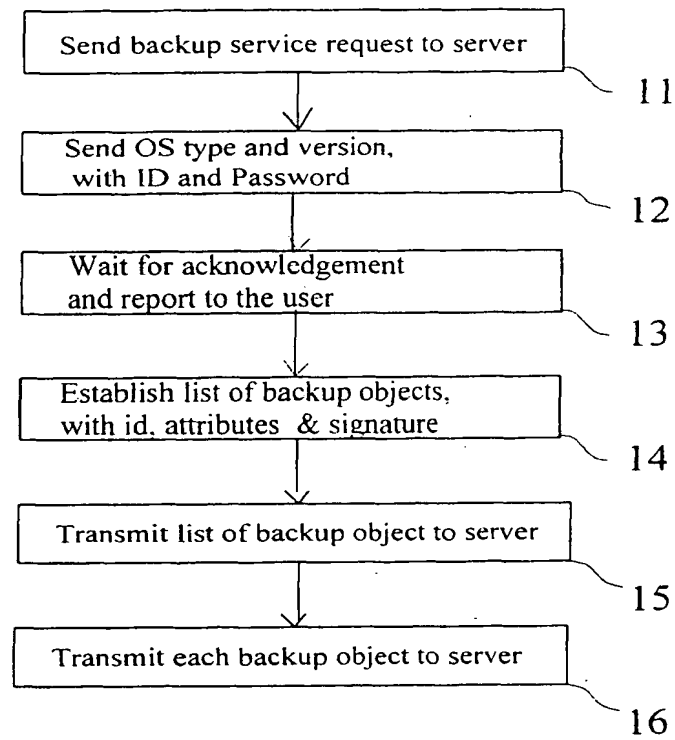 Send backup service request to server
11
Send OS type and version,
with ID and Password
12
Wait for acknowledgement
and report to the user
13
Establish list of backup objects,
with id, attributes & signature
14
Transmit list of backup object to server
15
Transmit each backup object to server
16